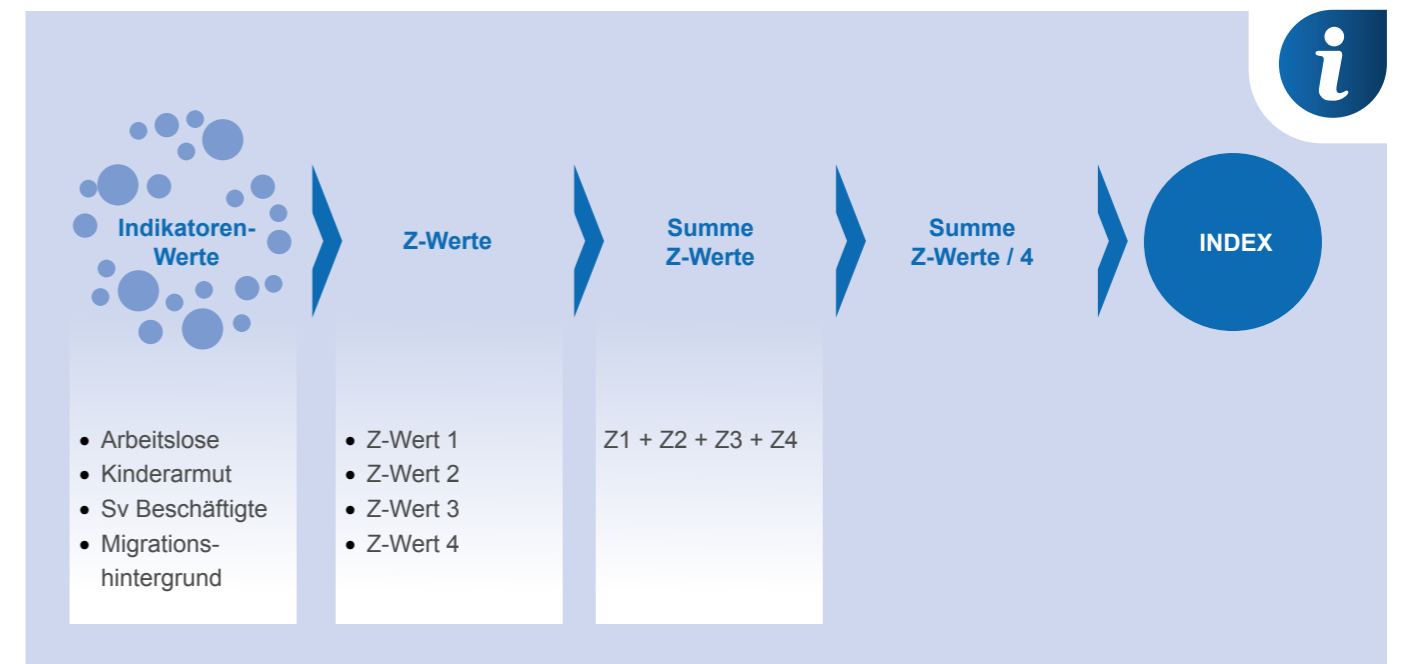 i
Indikatoren-
Werte
Z-Werte
Summe
Z-Werte
Summe
Z-Werte / 4
INDEX
• Arbeitslose
• Kinderarmut
• Sv Beschäftigte
• Migrations-
hintergrund
• Z-Wert 1
• Z-Wert 2
• Z-Wert 3
• Z-Wert 4
Z1 + Z2 + Z3 + Z4